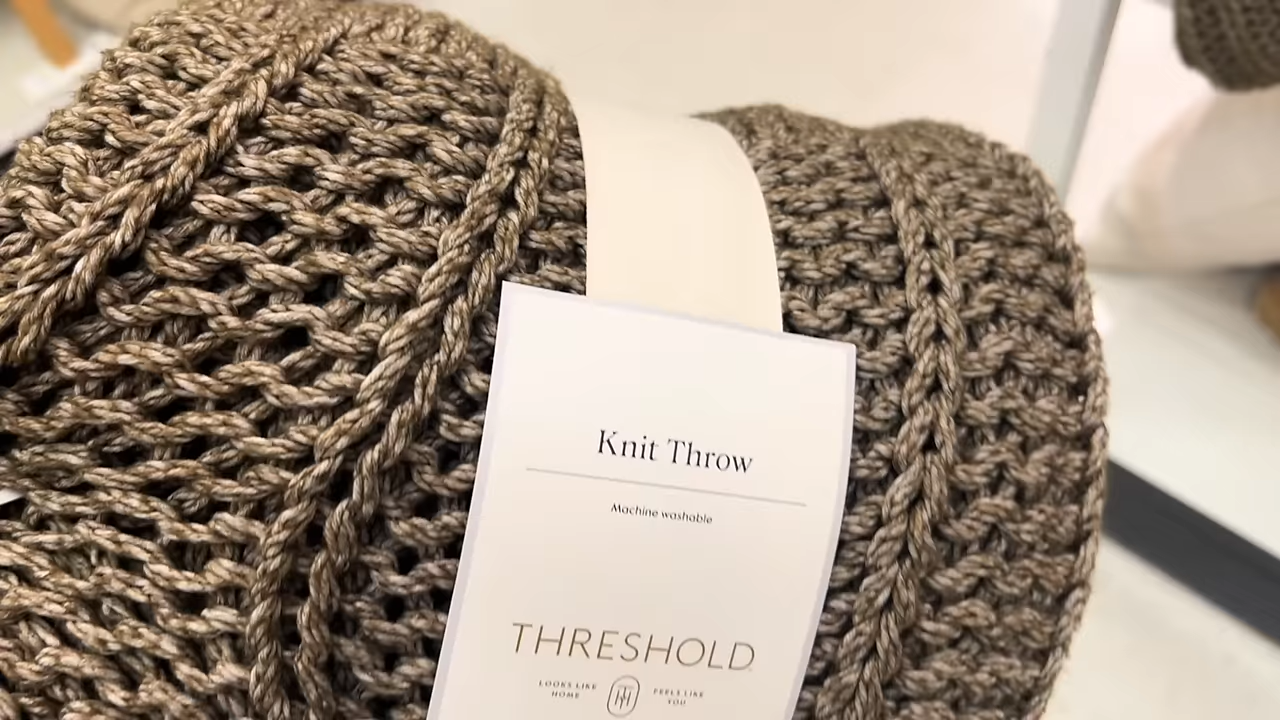 Knit Throw
Machine washable
THRESHOLD
LOOKS LIKE HOME
FEELS LIKE YOU